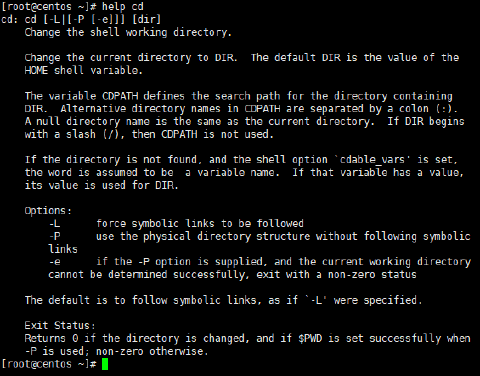 [root@centos ~]# help cd
cd: cd [-L|[-P [-e]]] [dir]
    Change the shell working directory.

    Change the current directory to DIR.  The default DIR is the value of the
    HOME shell variable.

    The variable CDPATH defines the search path for the directory containing
    DIR.  Alternative directory names in CDPATH are separated by a colon (:).
    A null directory name is the same as the current directory.  If DIR begins
    with a slash (/), then CDPATH is not used.

    If the directory is not found, and the shell option `cdable_vars' is set,
    the word is assumed to be  a variable name.  If that variable has a value,
    its value is used for DIR.

    Options:
        -L	force symbolic links to be followed
        -P	use the physical directory structure without following symbolic
        links
        -e	if the -P option is supplied, and the current working directory
        cannot be determined successfully, exit with a non-zero status

    The default is to follow symbolic links, as if `-L' were specified.

    Exit Status:
    Returns 0 if the directory is changed, and if $PWD is set successfully when
    -P is used; non-zero otherwise.
[root@centos ~]#